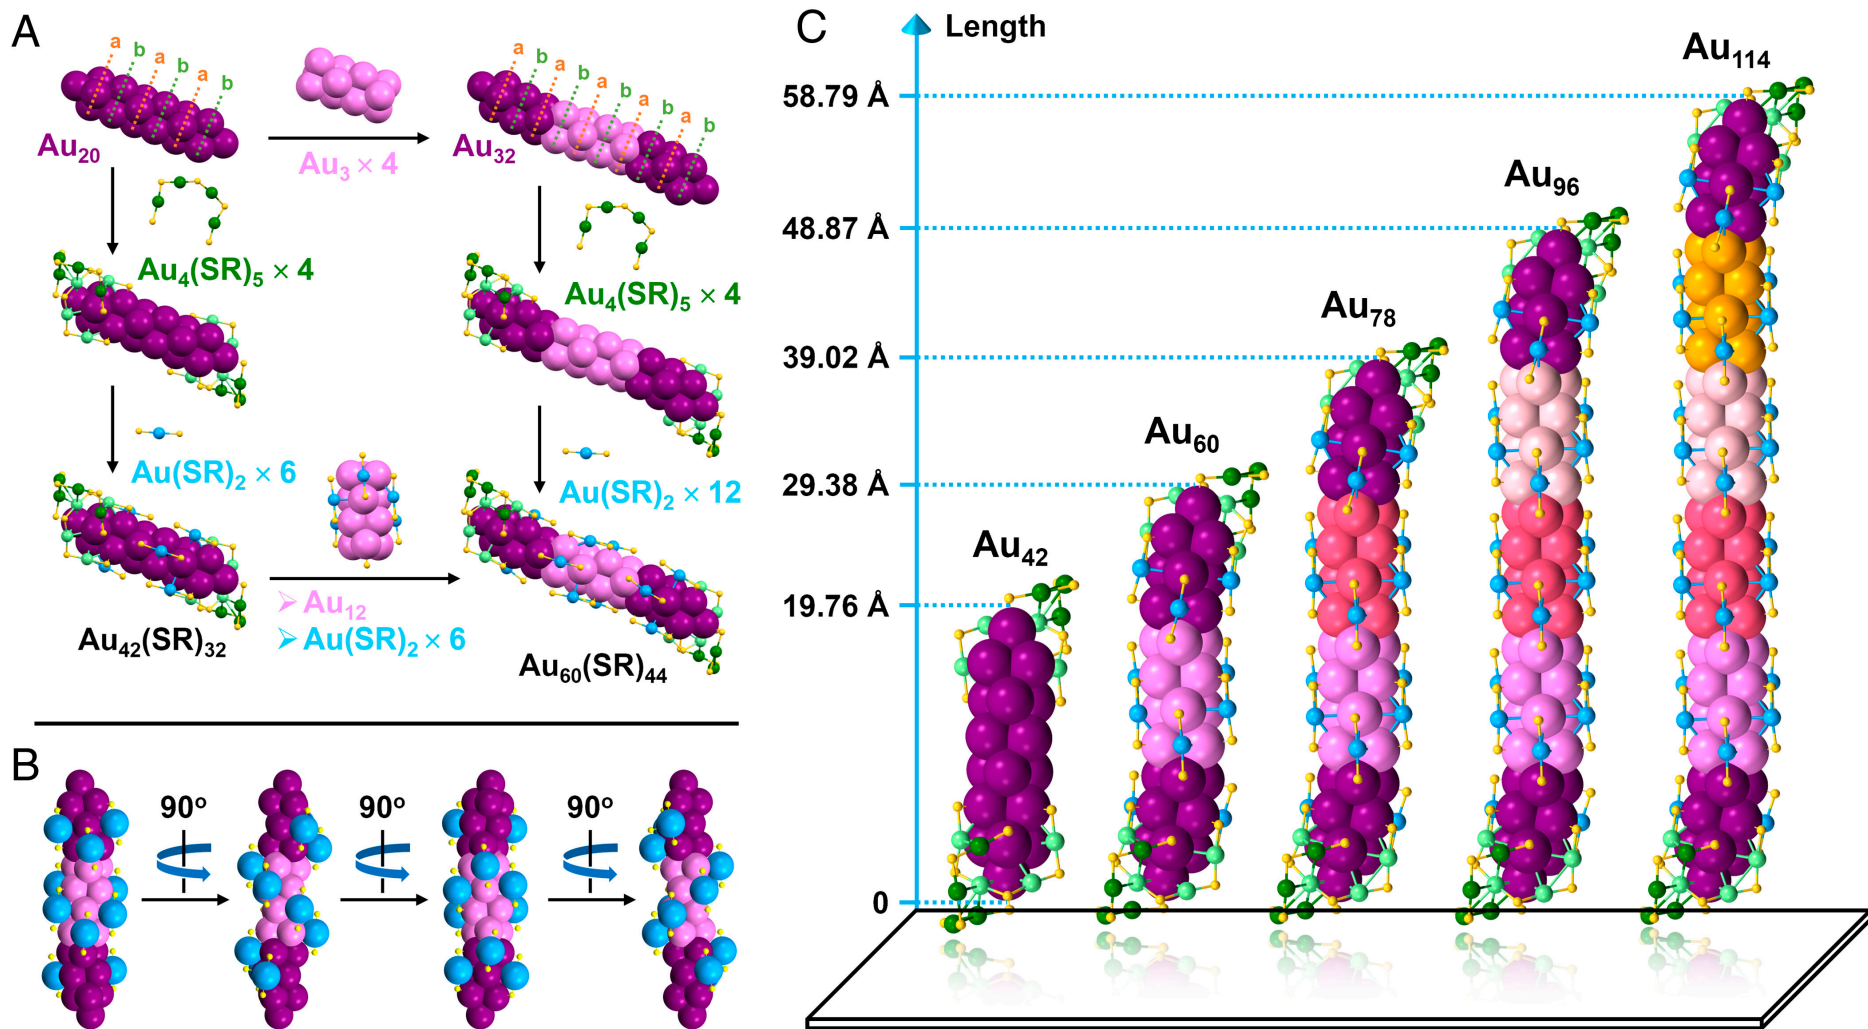 A
a b a b a b
Au20
Au3 × 4
a b a b a b a b
Au32
Au4(SR)5 × 4
Au4(SR)5 × 4
Au(SR)2 × 6
Au(SR)2 × 12
Au12
Au(SR)2 × 6
Au42(SR)32
Au60(SR)44
B
90°
90°
90°
C
Length
58.79 Å
48.87 Å
39.02 Å
29.38 Å
19.76 Å
0
Au42
Au60
Au78
Au96
Au114